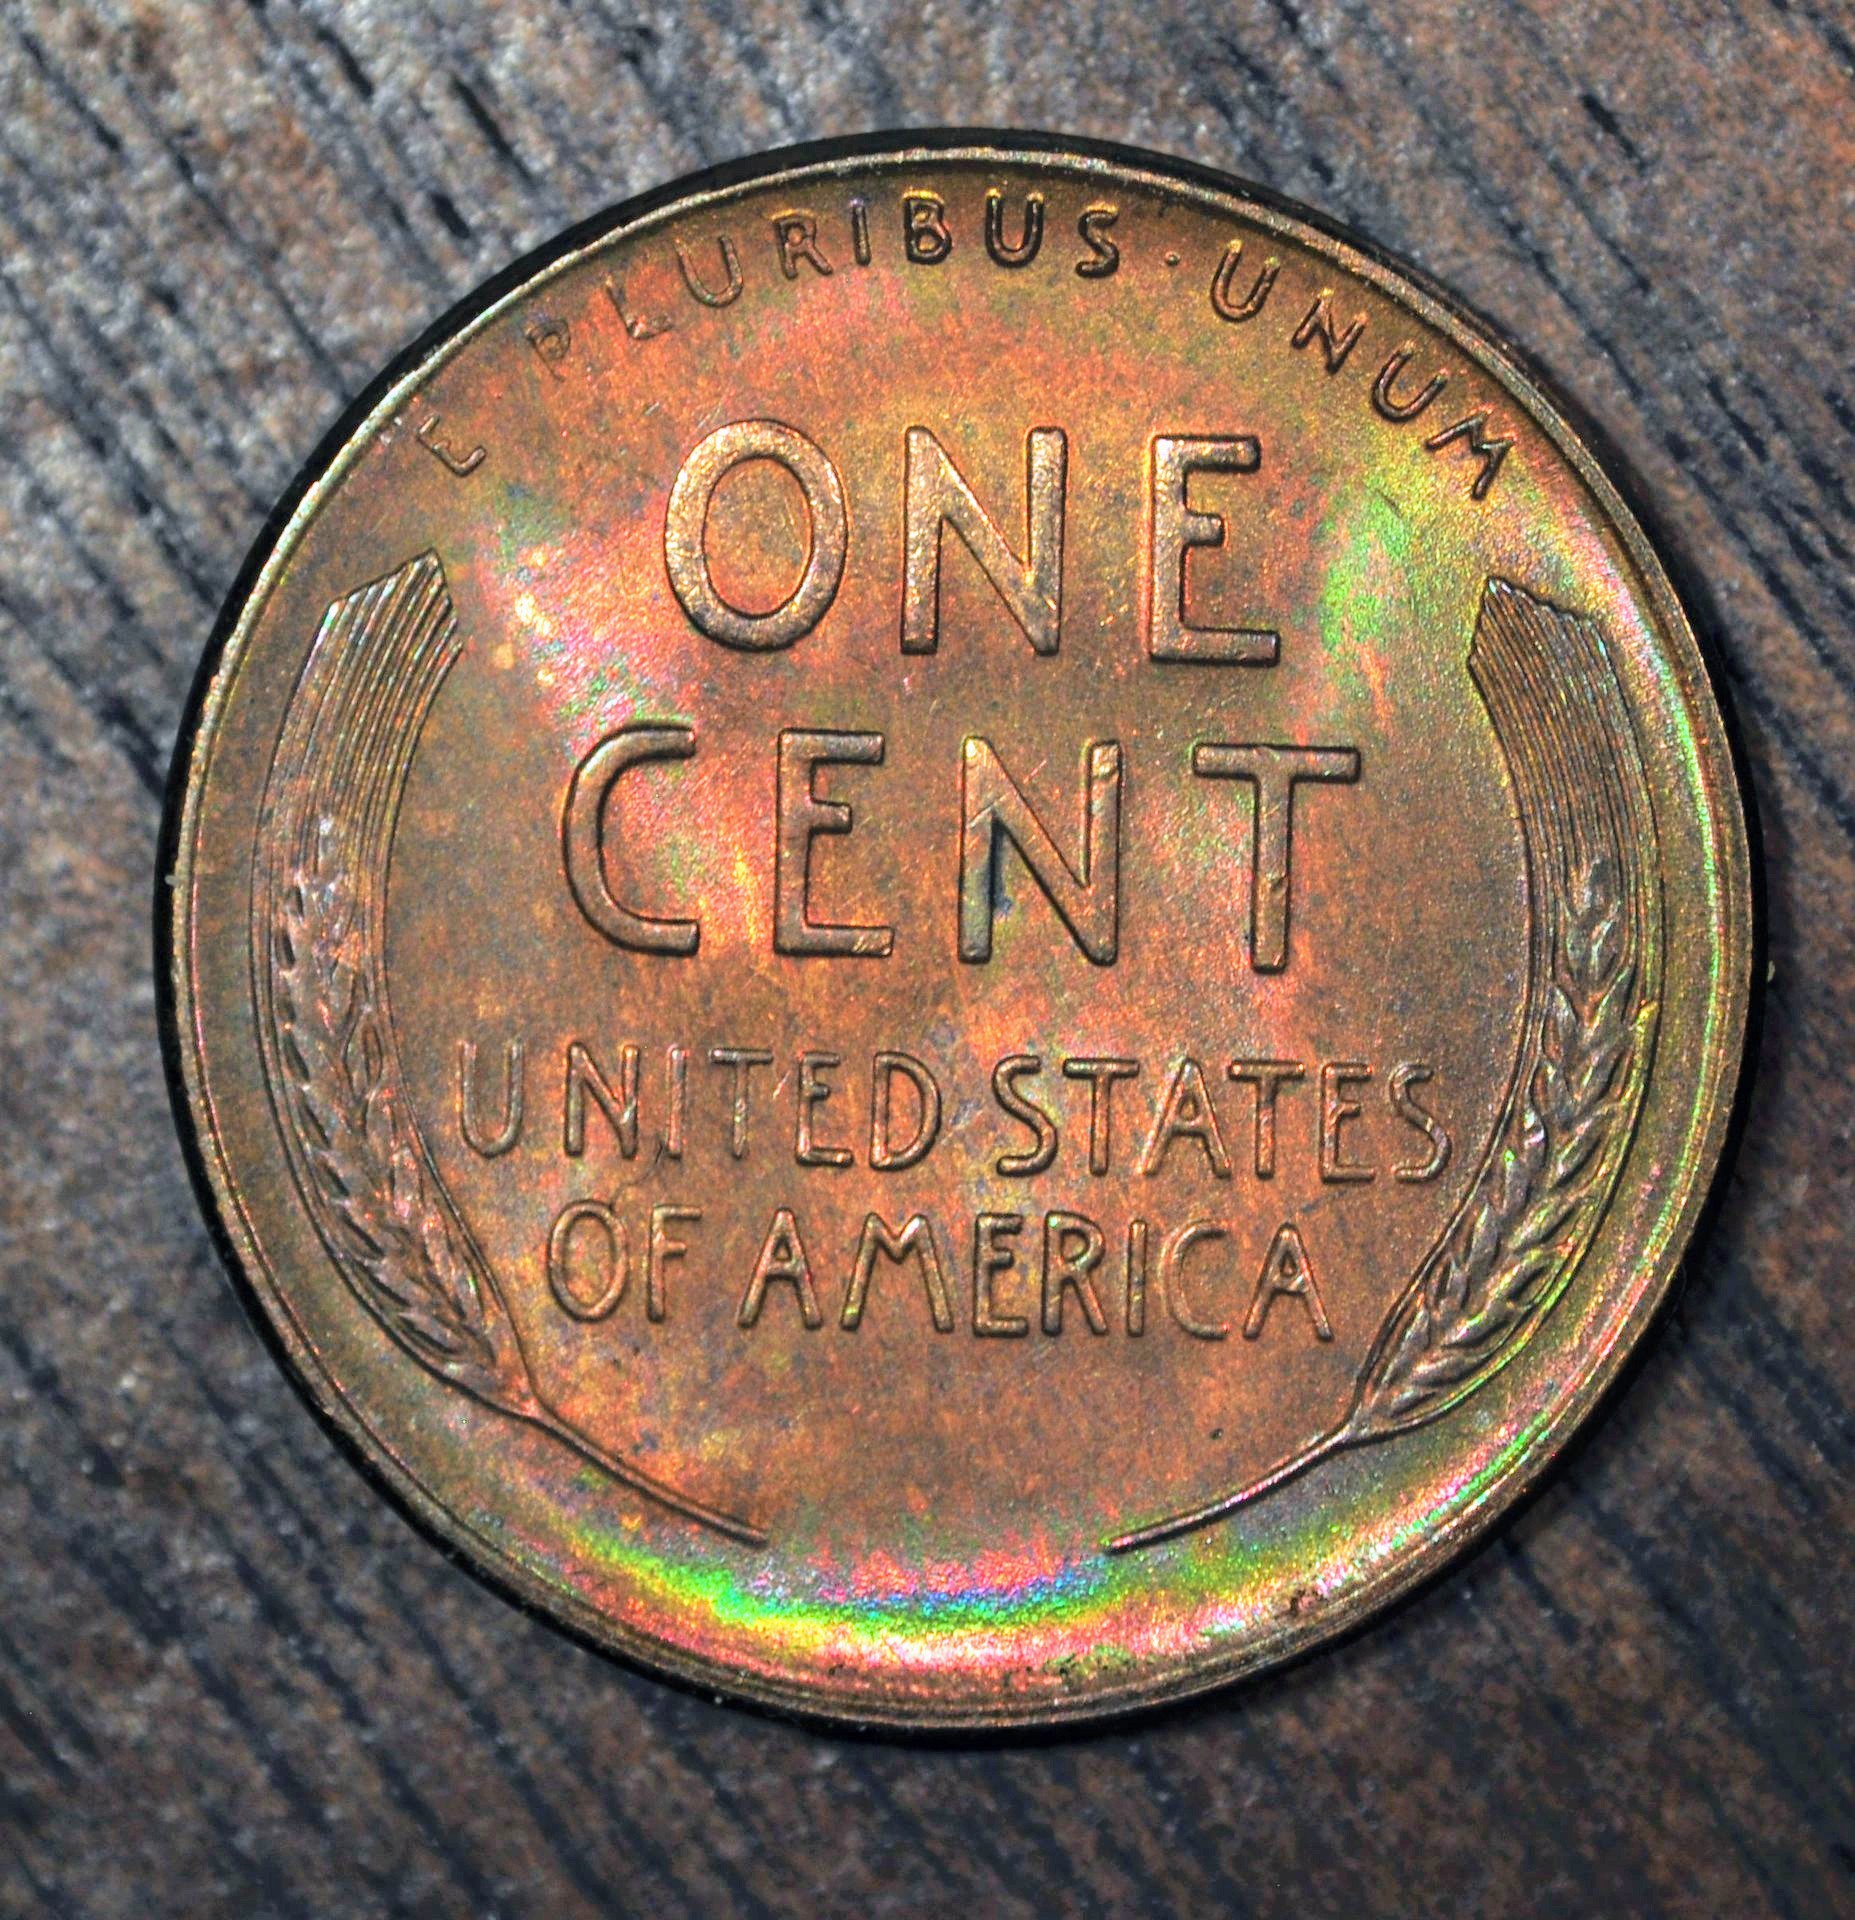 E PLURIBUS · UNUM
ONE
CENT
UNITED STATES
OF AMERICA